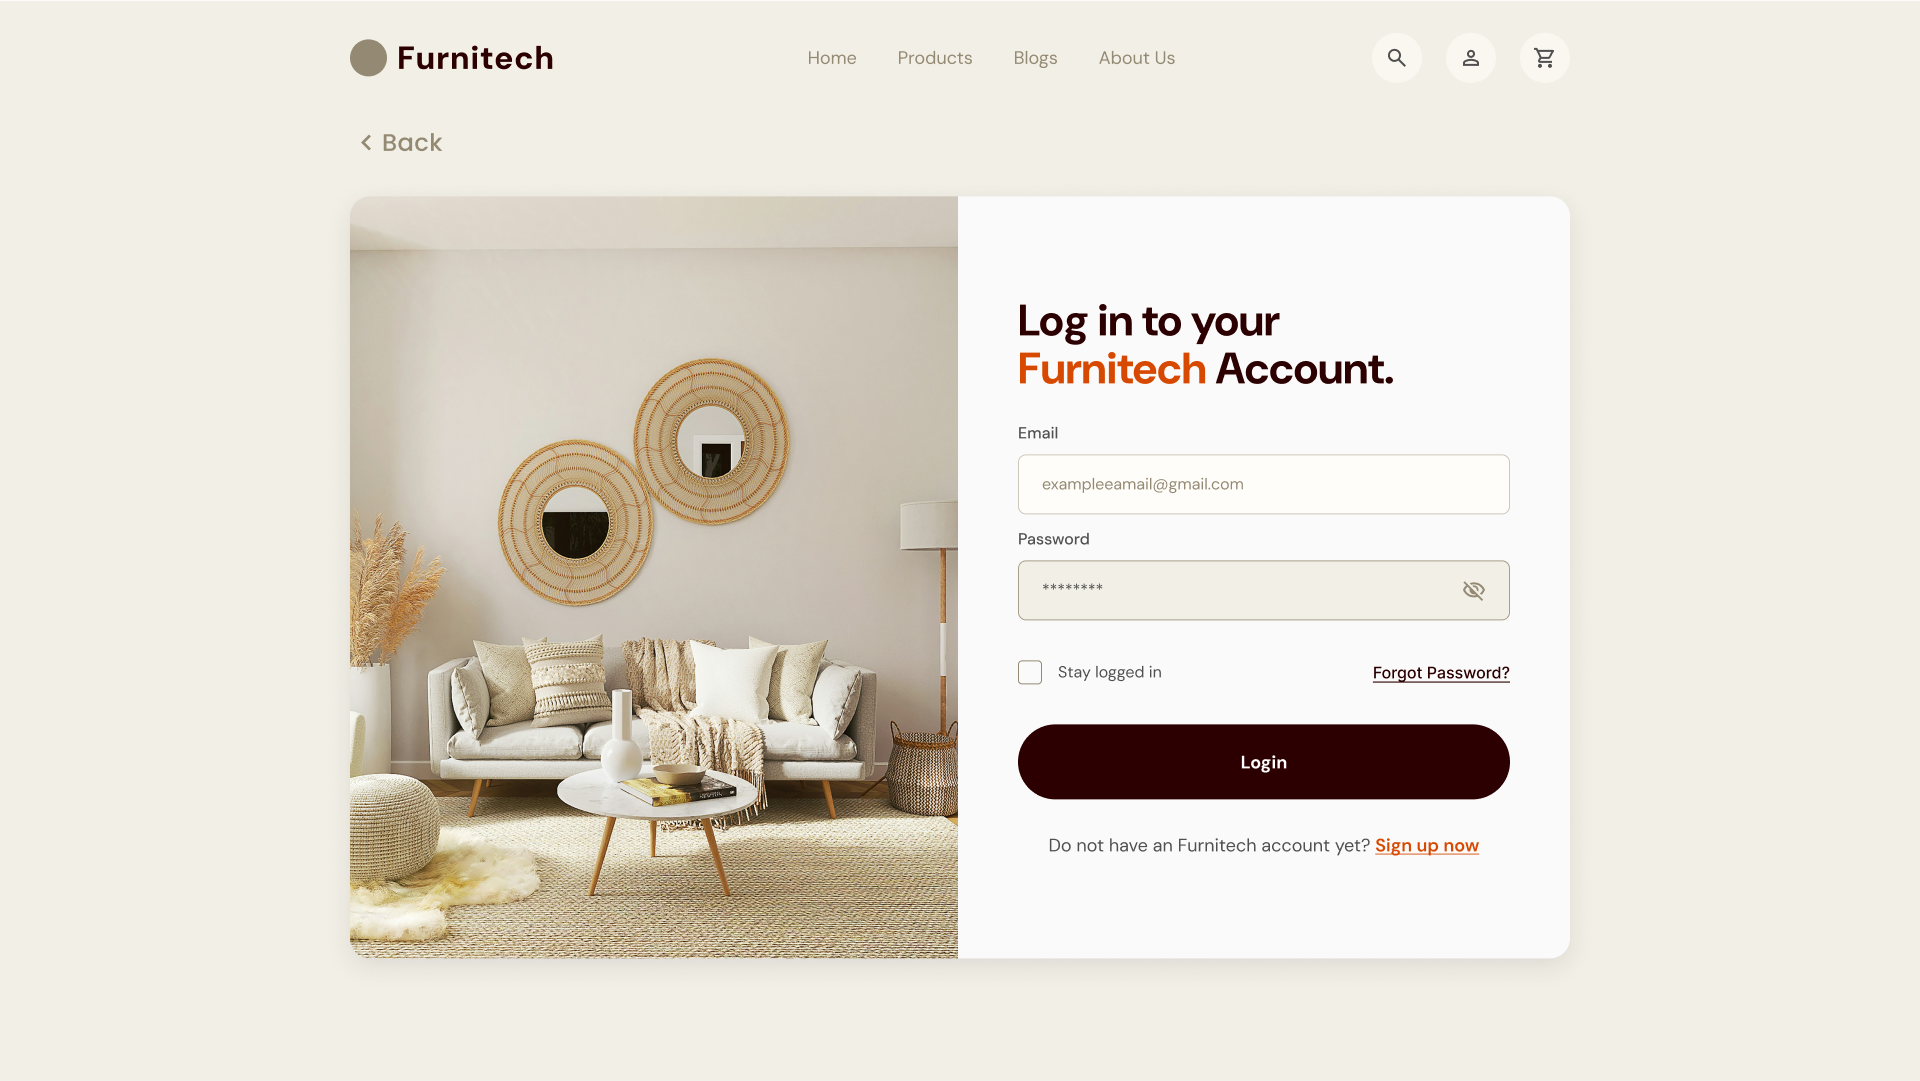 Furnitech
Home Products Blogs About Us
Back
Log in to your
Furnitech Account.
Email
exampleeamail@gmail.com
Password
********
Stay logged in Forgot Password?
Login
Do not have an Furnitech account yet? Sign up now